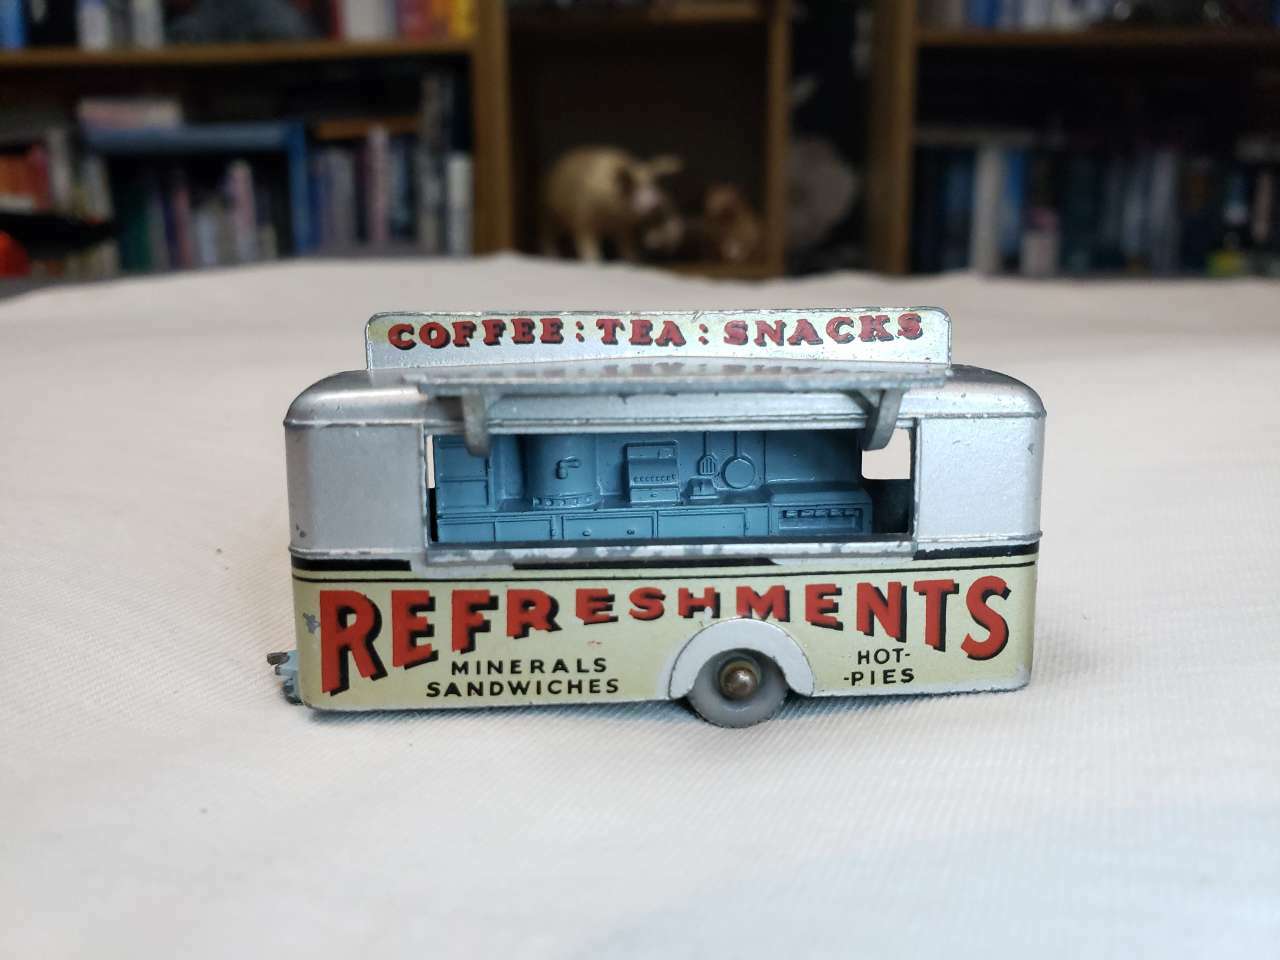 COFFEE : TEA : SNACKS
REFRESHMENTS
MINERALS
SANDWICHES
HOT-
-PIES